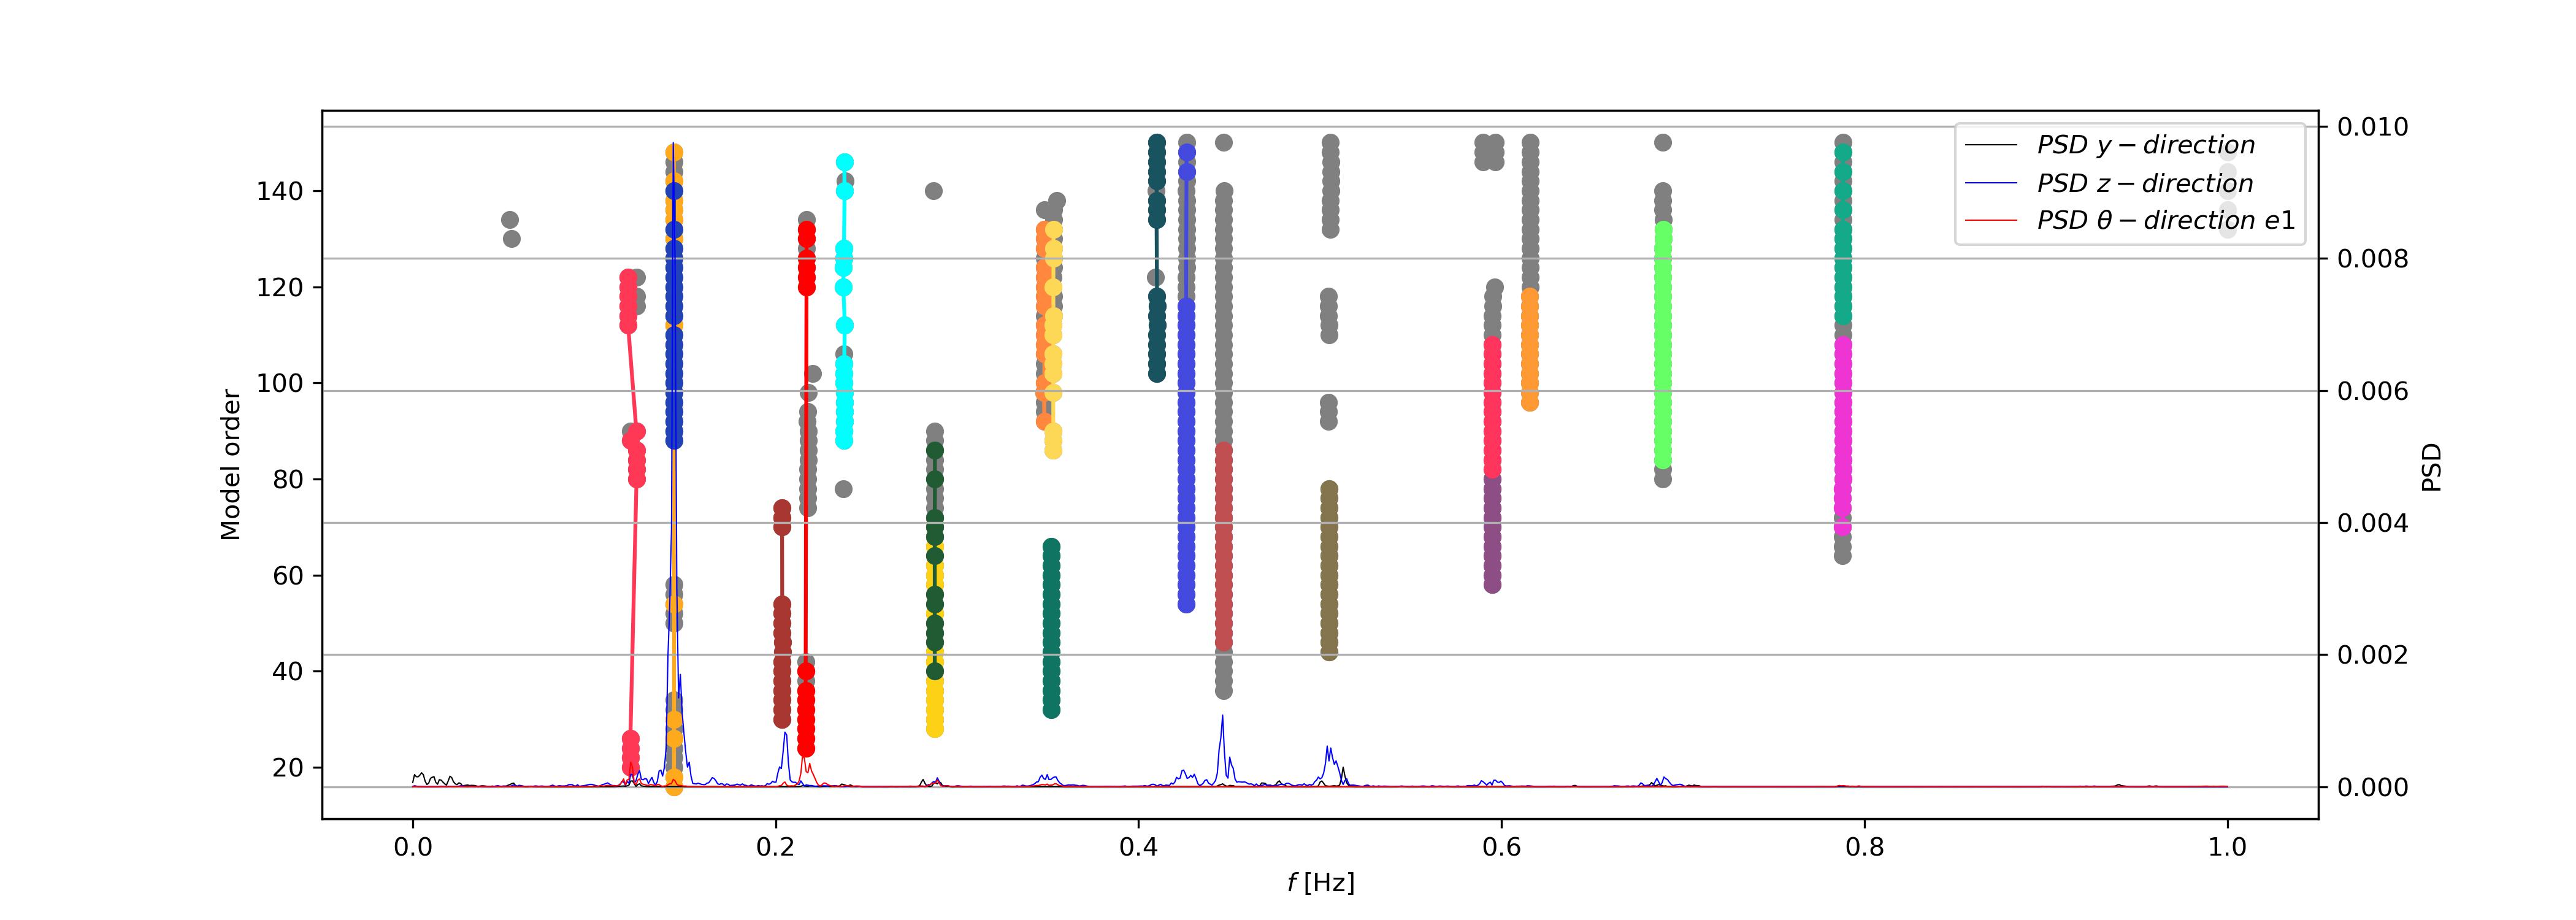 PSD y − direction
PSD z − direction
PSD θ − direction e1
Model order
140
120
100
80
60
40
20
0.010
0.008
0.006
0.004
0.002
0.000
PSD
0.0 0.2 0.4 0.6 0.8 1.0
f [Hz]